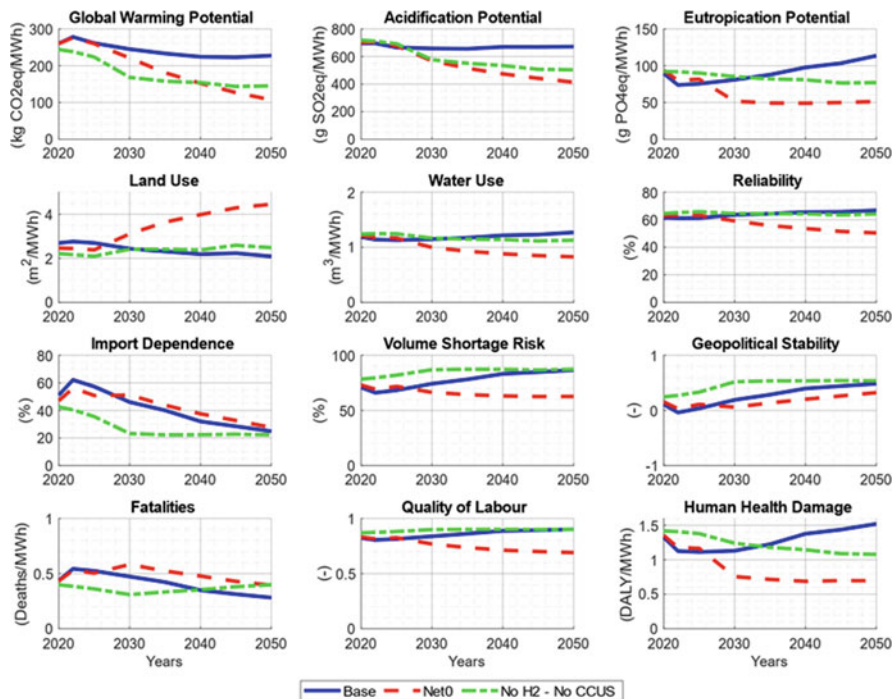 Global Warming Potential
Acidification Potential
Eutropication Potential
(kg CO2eq/MWh)
300
200
100
0
2020 2030 2040 2050
(g SO2eq/MWh)
800
600
400
200
0
2020 2030 2040 2050
(g PO4eq/MWh)
150
100
50
0
2020 2030 2040 2050
Land Use
Water Use
Reliability
(m2/MWh)
4
2
0
2020 2030 2040 2050
(m3/MWh)
2
1
0
2020 2030 2040 2050
(%)
80
60
40
20
0
2020 2030 2040 2050
Import Dependence
Volume Shortage Risk
Geopolitical Stability
(%)
80
60
40
20
0
2020 2030 2040 2050
(%)
100
50
0
2020 2030 2040 2050
(-)
1
0
-1
2020 2030 2040 2050
Fatalities
Quality of Labour
Human Health Damage
(Deaths/MWh)
1
0.5
0
2020 2030 2040 2050
Years
(-)
1
0.5
0
2020 2030 2040 2050
Years
(DALY/MWh)
1.5
1
0.5
0
2020 2030 2040 2050
Years
Base Net0 No H2 - No CCUS